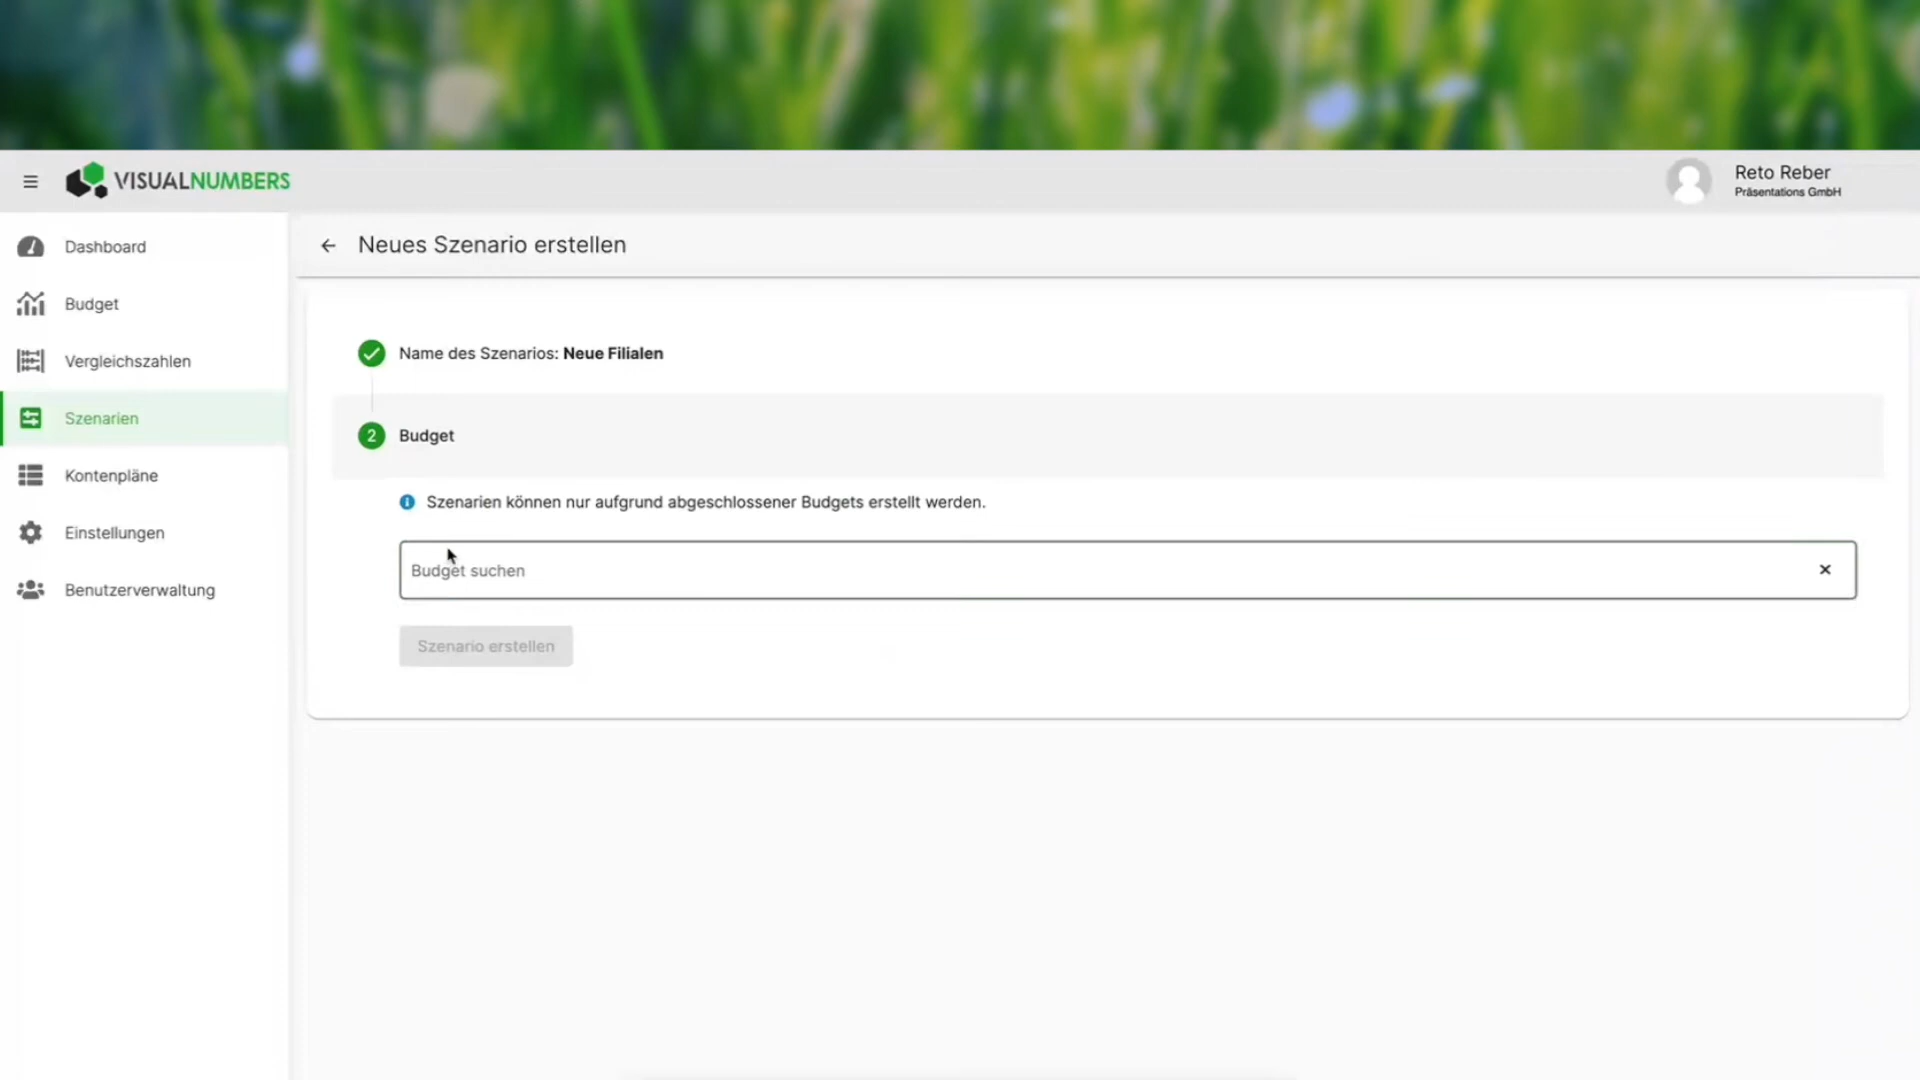 VISUALNUMBERS
Reto Reber
Präsentations GmbH
Dashboard
Budget
Vergleichszahlen
Szenarien
Kontenpläne
Einstellungen
Benutzerverwaltung
Neues Szenario erstellen
Name des Szenarios: Neue Filialen
2 Budget
Szenarien können nur aufgrund abgeschlossener Budgets erstellt werden.
Budget suchen
Szenario erstellen